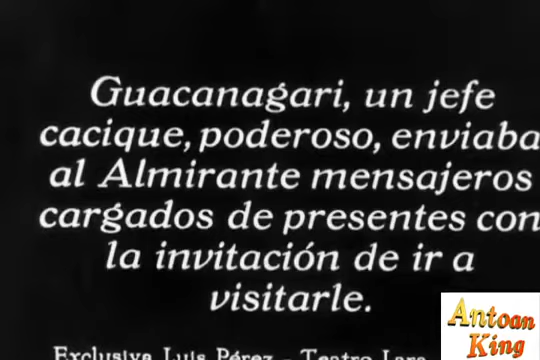 Guacanagari, un jefe
cacique, poderoso, enviaba
al Almirante mensajeros
cargados de presentes con
la invitación de ir a
visitarle.
Exclusiva Luis Pérez - Teatro Lara
Antoan
King